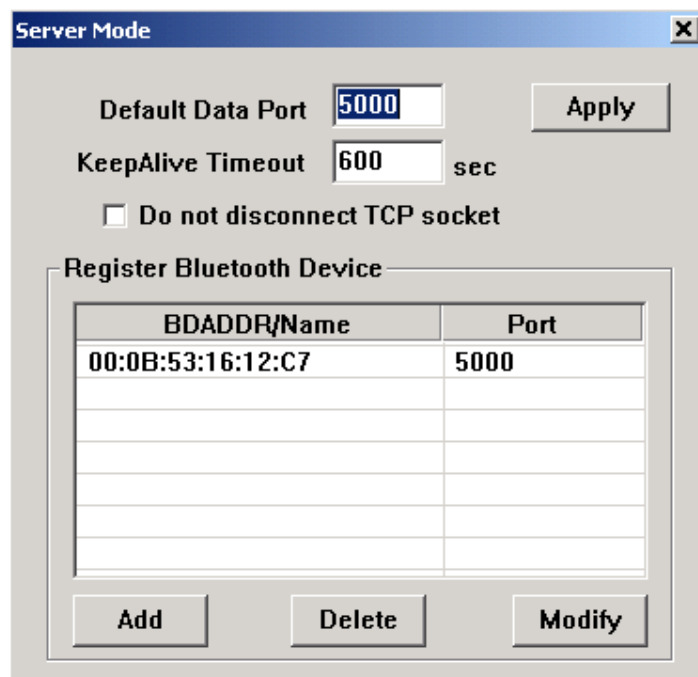 Server Mode
Default Data Port 5000 Apply
KeepAlive Timeout 600 sec
Do not disconnect TCP socket
Register Bluetooth Device
BDADDR/Name Port
00:0B:53:16:12:C7 5000
Add Delete Modify